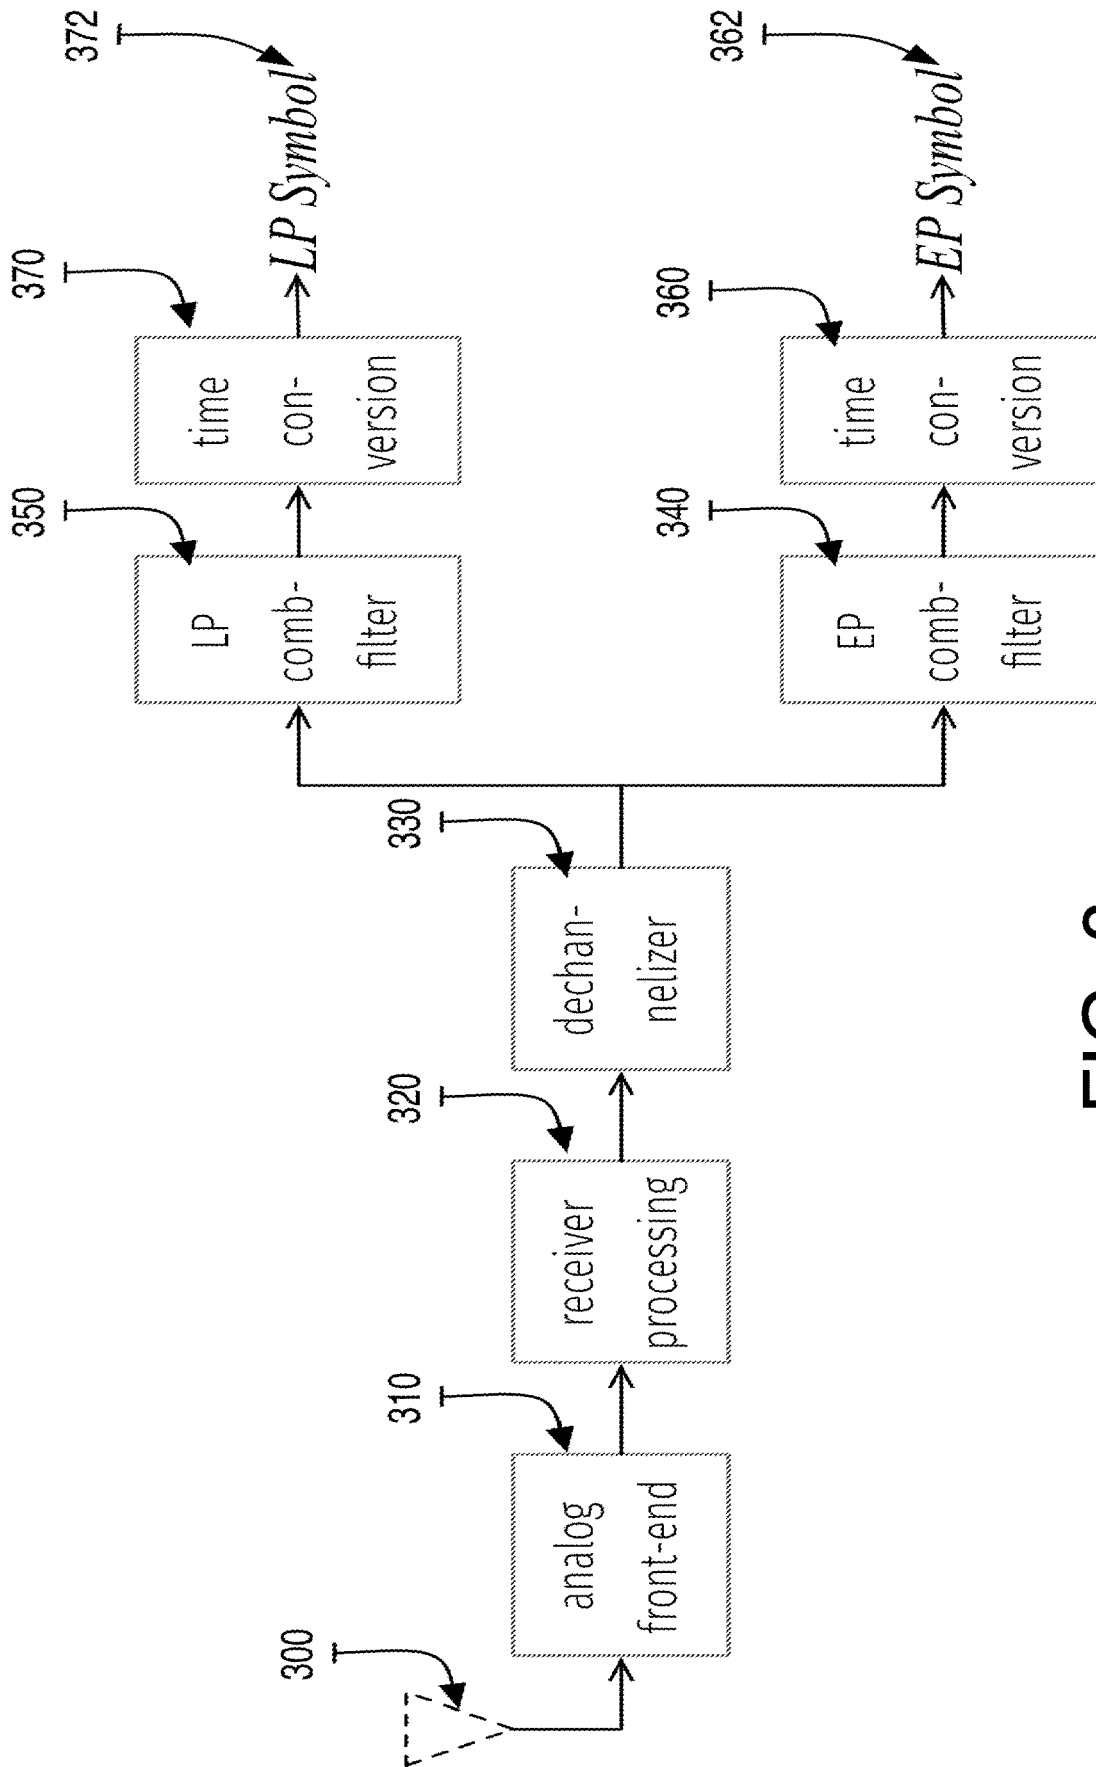 372
370
350
LP Symbol
time
con-
version
LP
comb-
filter
300
310
320
330
analog
front-end
receiver
processing
dechan-
nelizer
340
360
362
EP
comb-
filter
time
con-
version
EP Symbol
FIG.